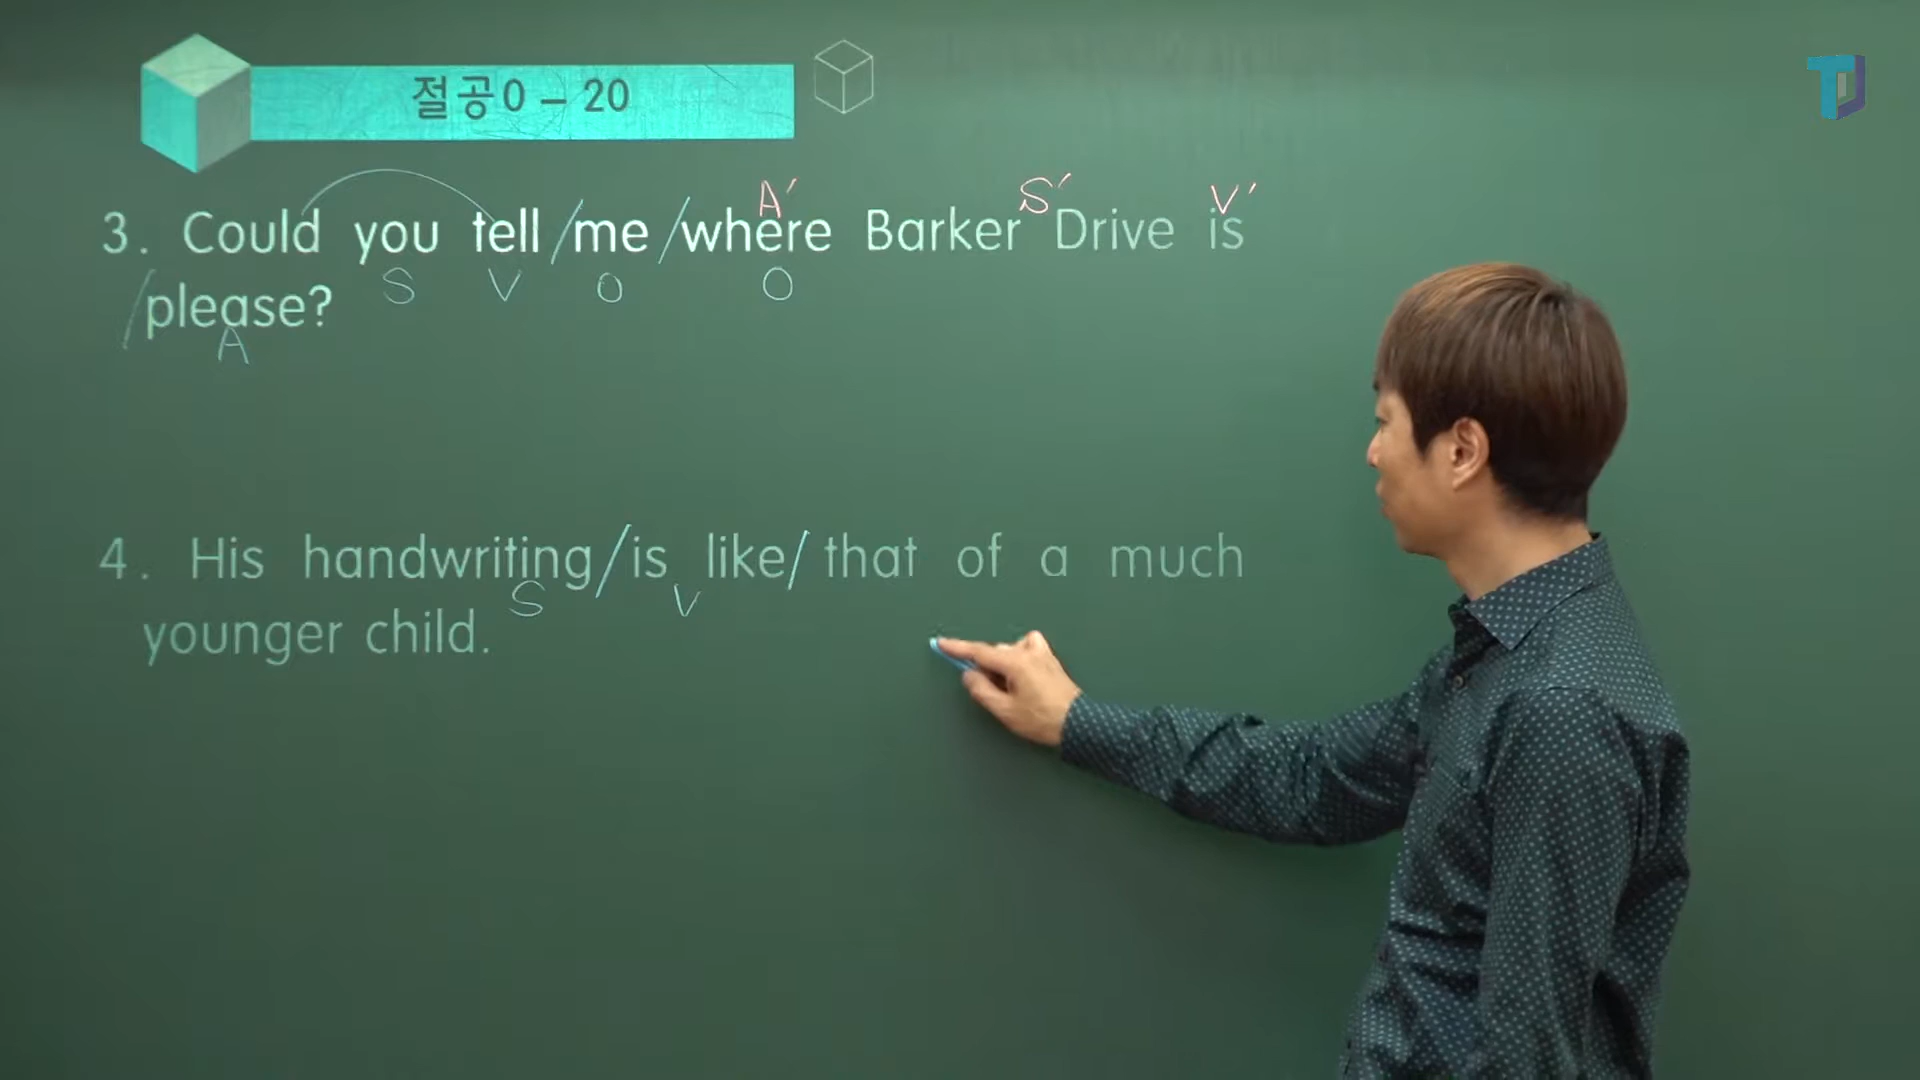 절공0 – 20
A' S' V'
3. Could you tell /me /where Barker Drive is
S V O O
/please?
A
4. His handwriting/is like/ that of a much
S V
younger child.
TJ